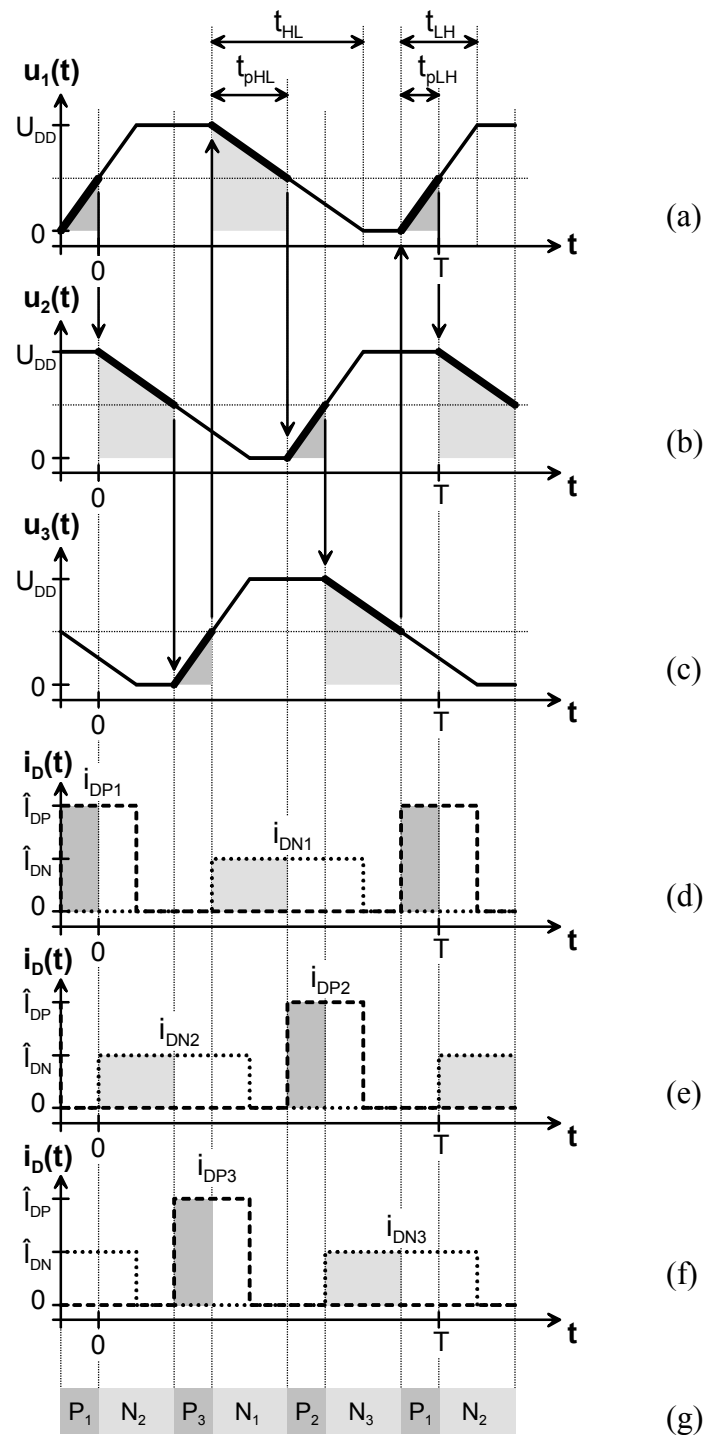 t_HL t_LH
t_pHL t_pLH
u_1(t)
U_DD
0
0 T t
(a)
u_2(t)
U_DD
0
0 T t
(b)
u_3(t)
U_DD
0
0 T t
(c)
i_D(t)
i_DP1
Î_DP
i_DN1
Î_DN
0
0 T t
(d)
i_D(t)
i_DP2
Î_DP
i_DN2
Î_DN
0
0 T t
(e)
i_D(t)
i_DP3
Î_DP
i_DN3
Î_DN
0
0 T t
(f)
P_1 N_2 P_3 N_1 P_2 N_3 P_1 N_2
(g)